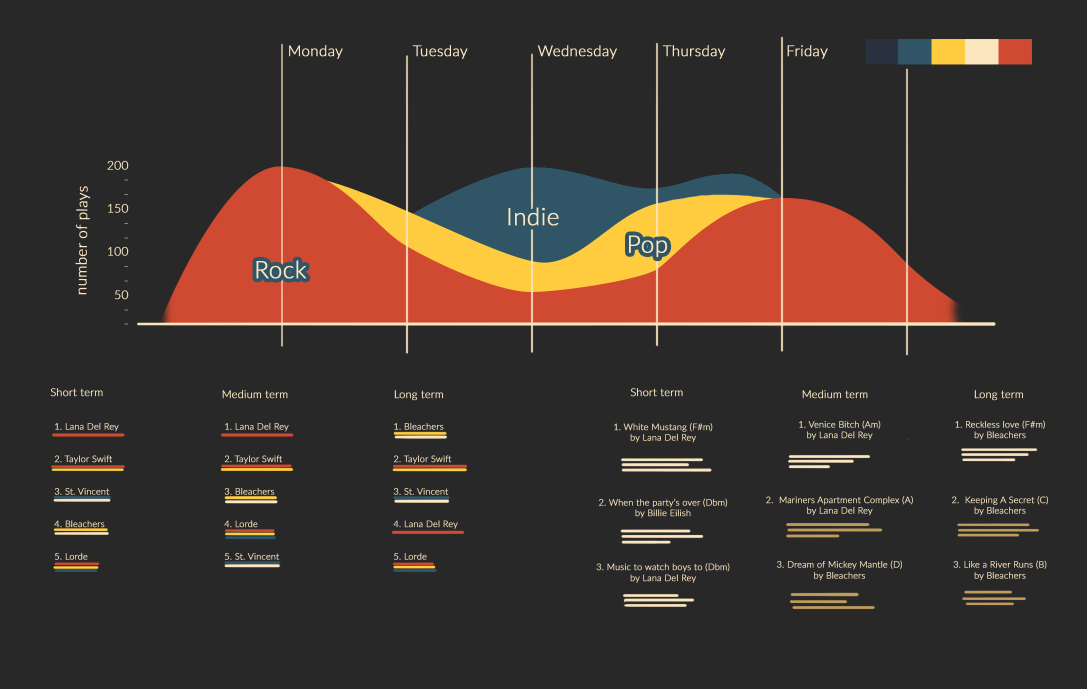 Monday
Tuesday
Wednesday
Thursday
Friday
200
150
100
50
number of plays
Rock
Indie
Pop
Short term
1. Lana Del Rey
2. Taylor Swift
3. St. Vincent
4. Bleachers
5. Lorde
Medium term
1. Lana Del Rey
2. Taylor Swift
3. Bleachers
4. Lorde
5. St. Vincent
Long term
1. Bleachers
2. Taylor Swift
3. St. Vincent
4. Lana Del Rey
5. Lorde
Short term
1. White Mustang (F#m)
by Lana Del Rey
2. When the party's over (Dbm)
by Billie Eilish
3. Music to watch boys to (Dbm)
by Lana Del Rey
Medium term
1. Venice Bitch (Am)
by Lana Del Rey
2. Mariners Apartment Complex (A)
by Lana Del Rey
3. Dream of Mickey Mantle (D)
by Bleachers
Long term
1. Reckless love (F#m)
by Bleachers
2. Keeping A Secret (C)
by Bleachers
3. Like a River Runs (B)
by Bleachers